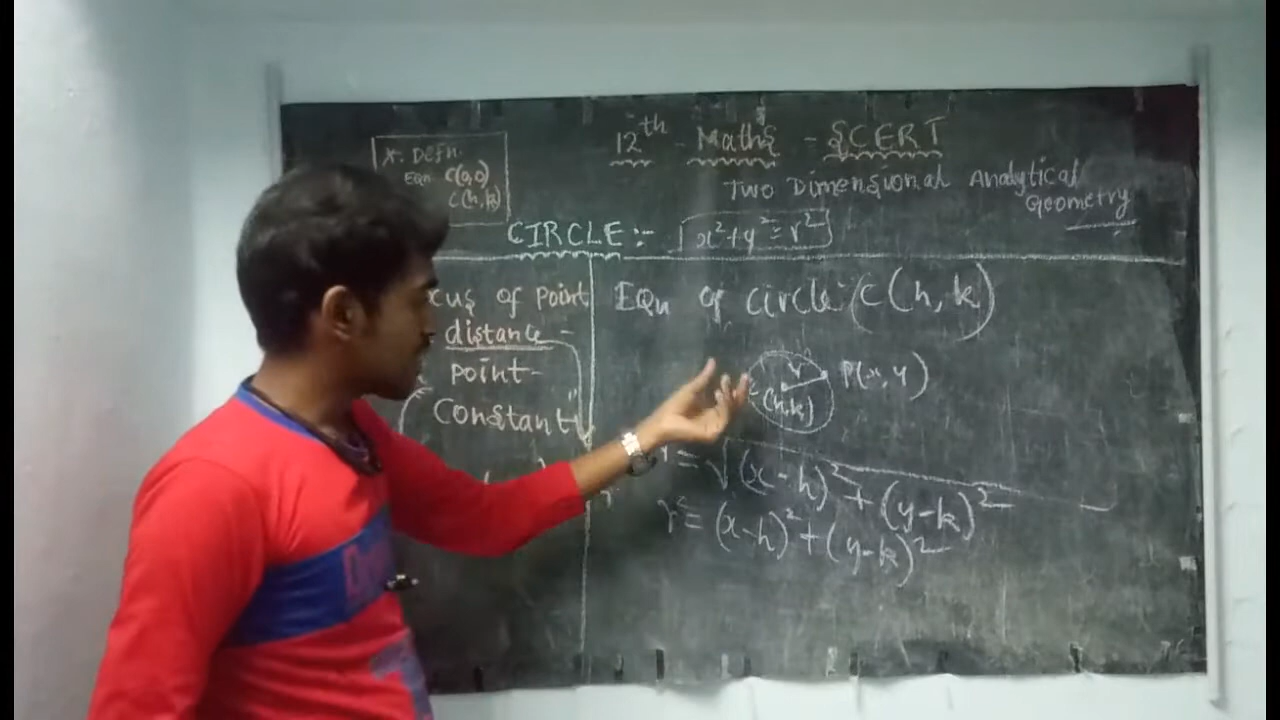 12th - Maths - SCERT
Two Dimensional Analytical
Geometry
* Defn.
Eqn C(0,0)
C(h,k)
CIRCLE:- x²+y²=r²
cus of point
distance -
point -
Constant
Eqn of circle C(h,k)
r
P(x,y)
(h,k)
r = √(x-h)²+(y-k)²
r² = (x-h)²+(y-k)²